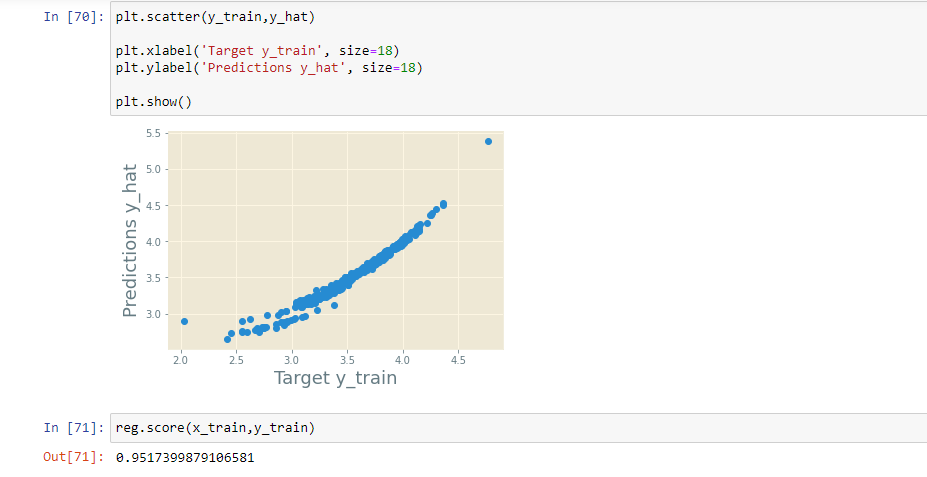 In [70]: plt.scatter(y_train,y_hat)
plt.xlabel('Target y_train', size=18)
plt.ylabel('Predictions y_hat', size=18)
plt.show()
Predictions y_hat
5.5
5.0
4.5
4.0
3.5
3.0
2.0 2.5 3.0 3.5 4.0 4.5
Target y_train
In [71]: reg.score(x_train,y_train)
Out[71]: 0.9517399879106581